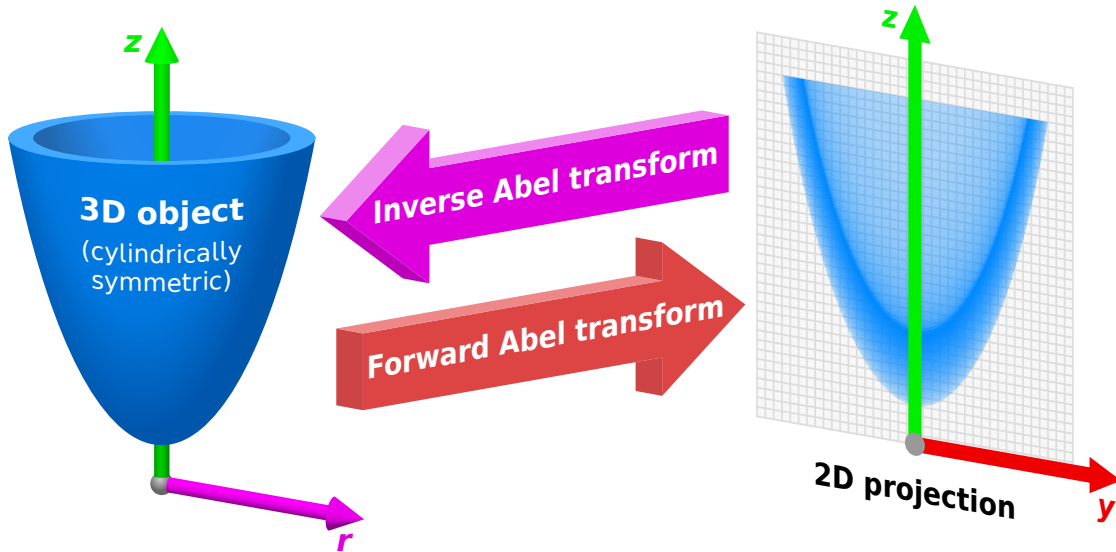 z
3D object
(cylindrically
symmetric)
r
Inverse Abel transform
Forward Abel transform
z
y
2D projection